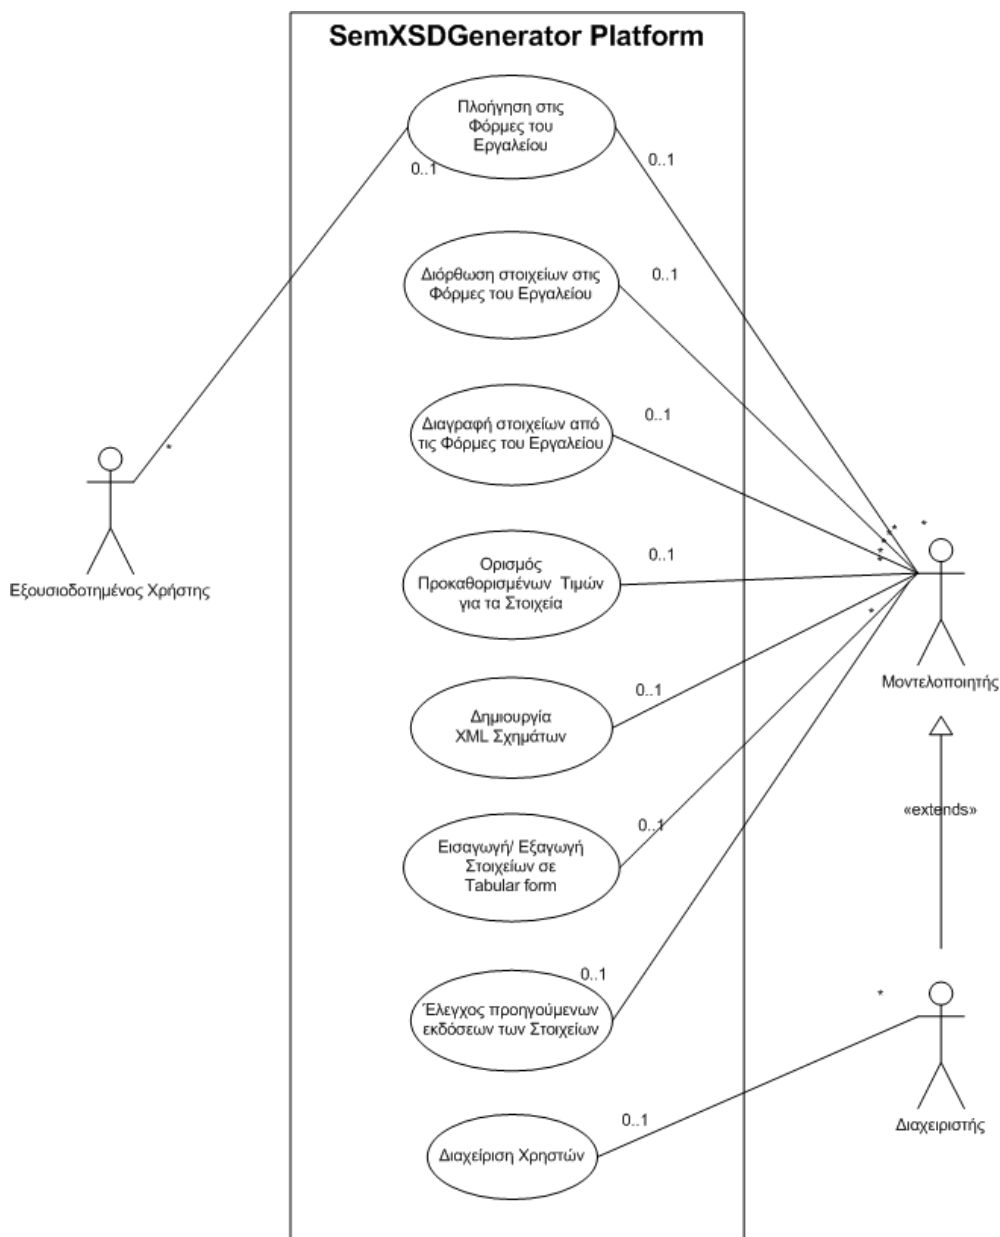 SemXSDGenerator Platform
Πλοήγηση στις
Φόρμες του
Εργαλείου
0..1
0..1
Διόρθωση στοιχείων στις
Φόρμες του Εργαλείου
0..1
Διαγραφή στοιχείων από
τις Φόρμες του Εργαλείου
0..1
*
Εξουσιοδοτημένος Χρήστης
Ορισμός
Προκαθορισμένων Τιμών
για τα Στοιχεία
0..1
*
*
*
*
*
*
Μοντελοποιητής
Δημιουργία
XML Σχημάτων
0..1
«extends»
Εισαγωγή/ Εξαγωγή
Στοιχείων σε
Tabular form
0..1
Έλεγχος προηγούμενων
εκδόσεων των Στοιχείων
0..1
*
Διαχειριστής
Διαχείριση Χρηστών
0..1